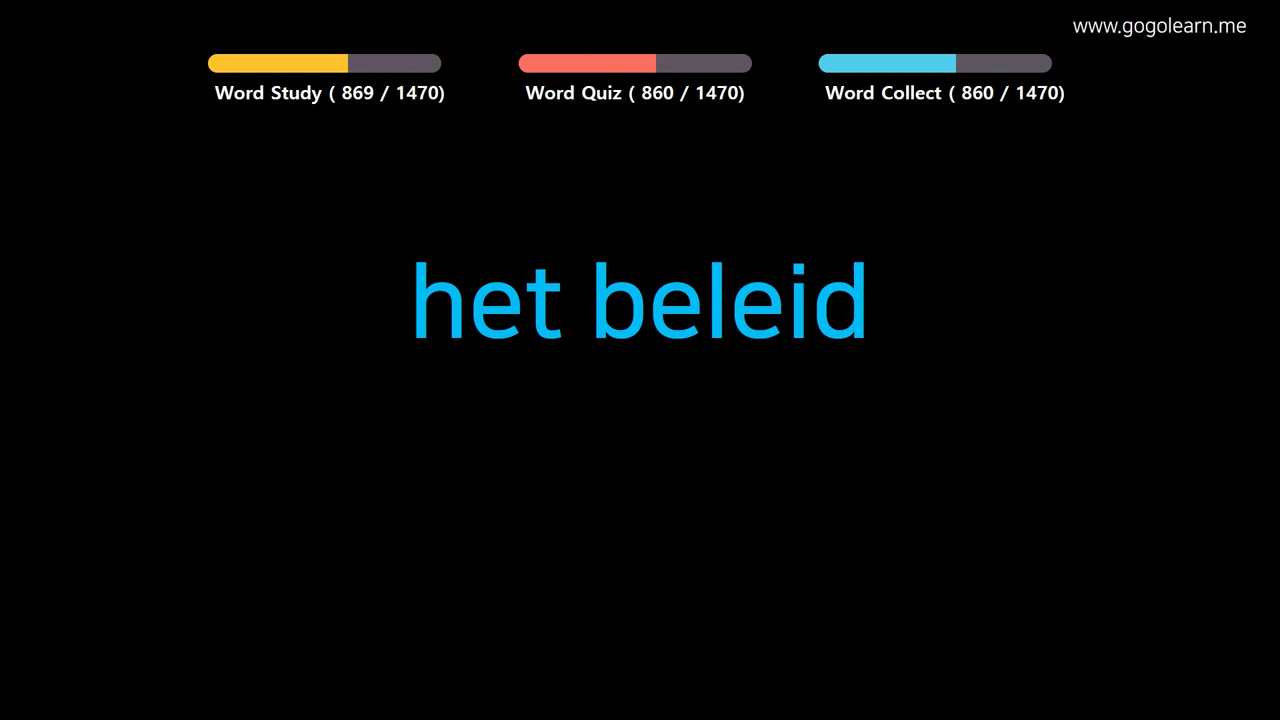 www.gogolearn.me
Word Study ( 869 / 1470)
Word Quiz ( 860 / 1470)
Word Collect ( 860 / 1470)
het beleid